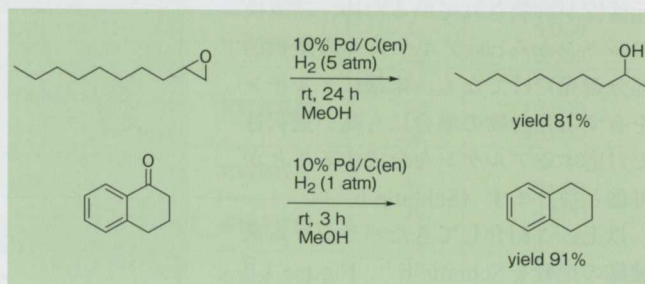 O
10% Pd/C(en)
H₂ (5 atm)
rt, 24 h
MeOH
OH
yield 81%
O
10% Pd/C(en)
H₂ (1 atm)
rt, 3 h
MeOH
yield 91%